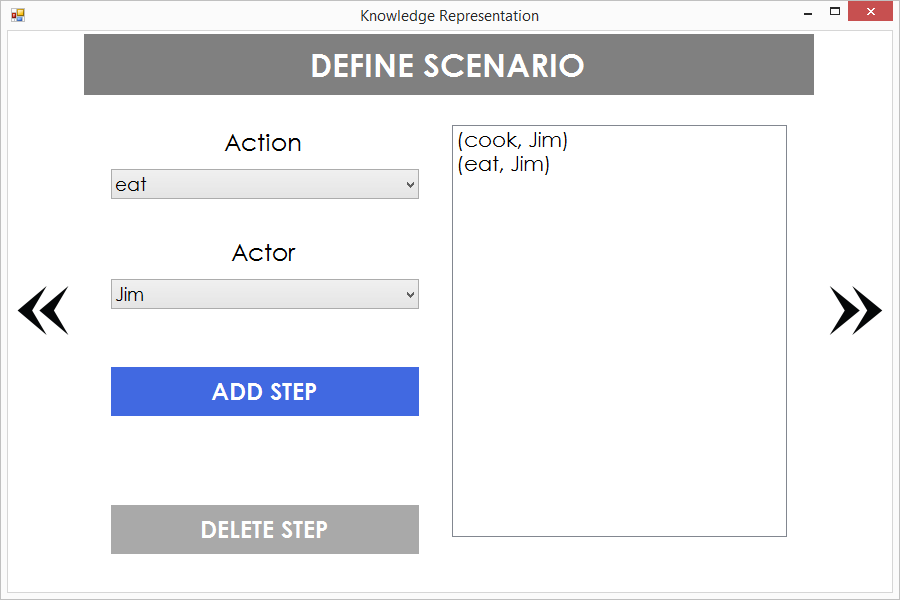 Knowledge Representation
DEFINE SCENARIO
Action
eat
Actor
Jim
ADD STEP
DELETE STEP
(cook, Jim)
(eat, Jim)